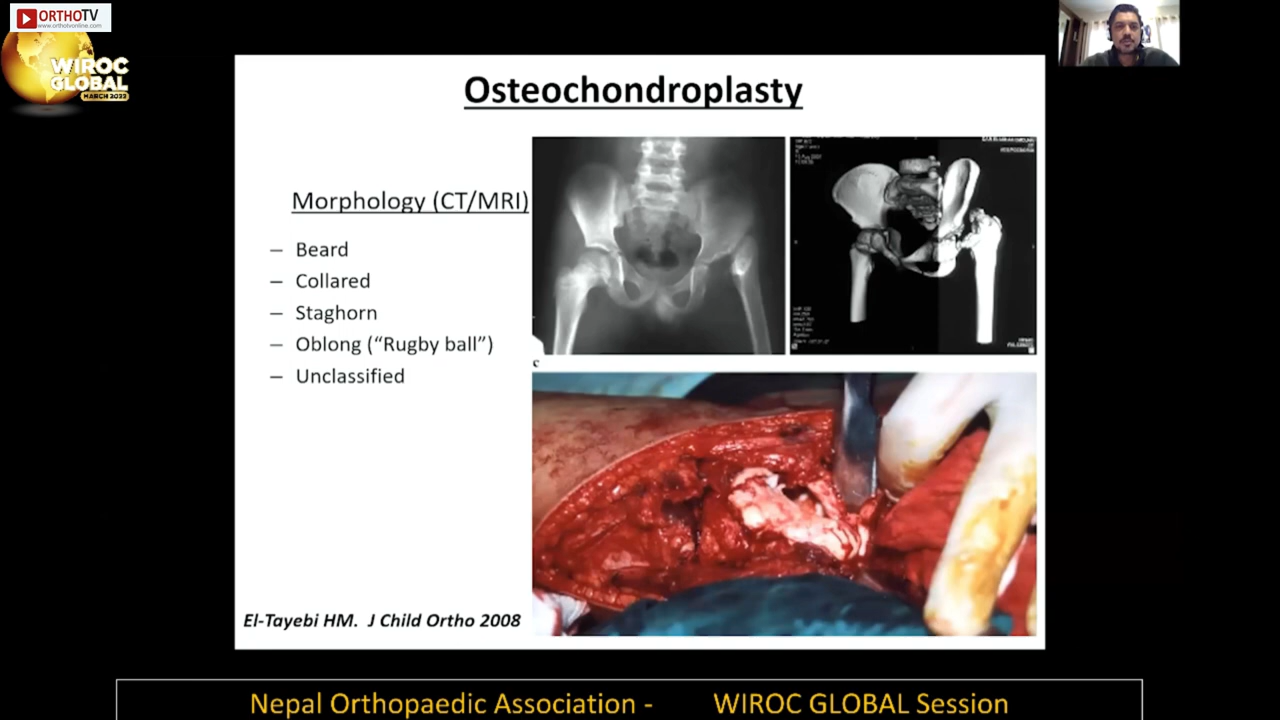 ORTHOTV
www.orthotvonline.com
WIROC
GLOBAL
MARCH 2022
Osteochondroplasty
Morphology (CT/MRI)
– Beard
– Collared
– Staghorn
– Oblong (“Rugby ball”)
– Unclassified
c
El-Tayebi HM. J Child Ortho 2008
Nepal Orthopaedic Association - WIROC GLOBAL Session